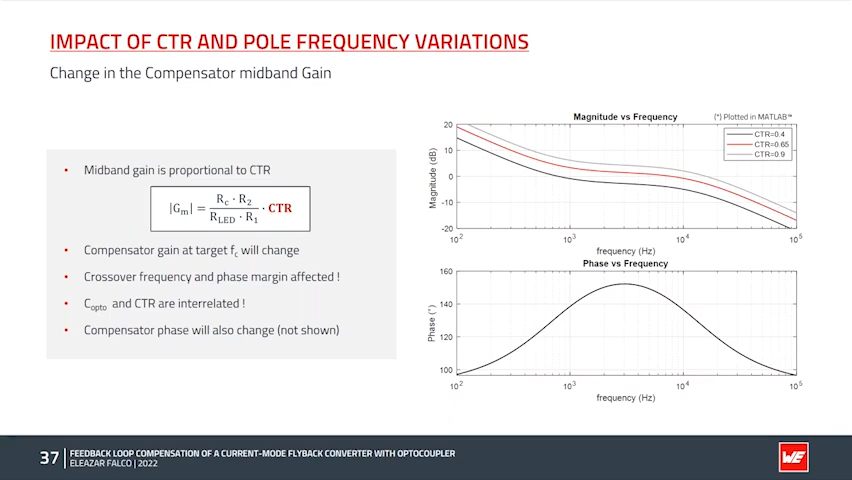 IMPACT OF CTR AND POLE FREQUENCY VARIATIONS
Change in the Compensator midband Gain
• Midband gain is proportional to CTR
|Gm| = Rc · R2 / RLED · R1 · CTR
• Compensator gain at target fc will change
• Crossover frequency and phase margin affected !
• Copto and CTR are interrelated !
• Compensator phase will also change (not shown)
Magnitude vs Frequency
(*) Plotted in MATLAB™
CTR=0.4
CTR=0.65
CTR=0.9
Magnitude (dB)
20
10
0
-10
-20
10² 10³ 10⁴ 10⁵
frequency (Hz)
Phase vs Frequency
Phase (°)
160
140
120
100
10² 10³ 10⁴ 10⁵
frequency (Hz)
37
FEEDBACK LOOP COMPENSATION OF A CURRENT-MODE FLYBACK CONVERTER WITH OPTOCOUPLER
ELEAZAR FALCO | 2022
WE